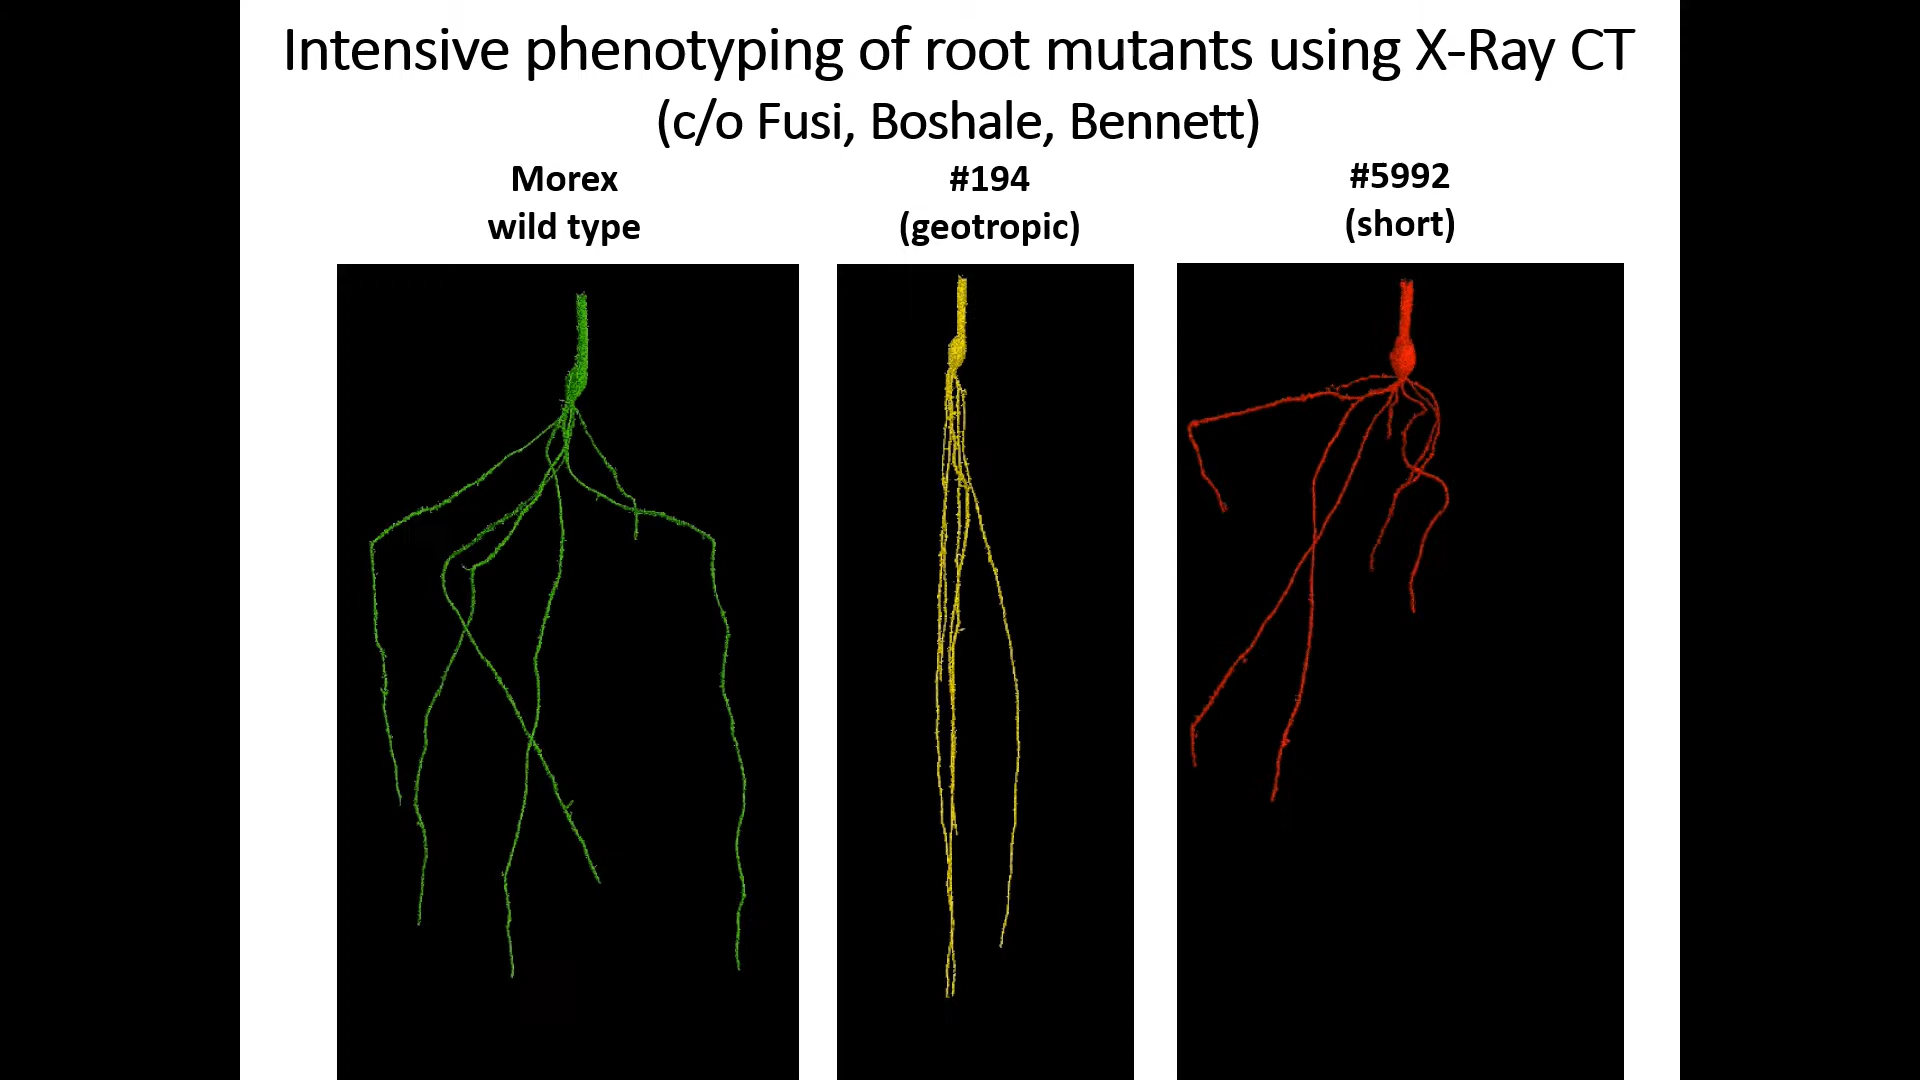 Intensive phenotyping of root mutants using X-Ray CT
(c/o Fusi, Boshale, Bennett)
Morex
wild type
#194
(geotropic)
#5992
(short)